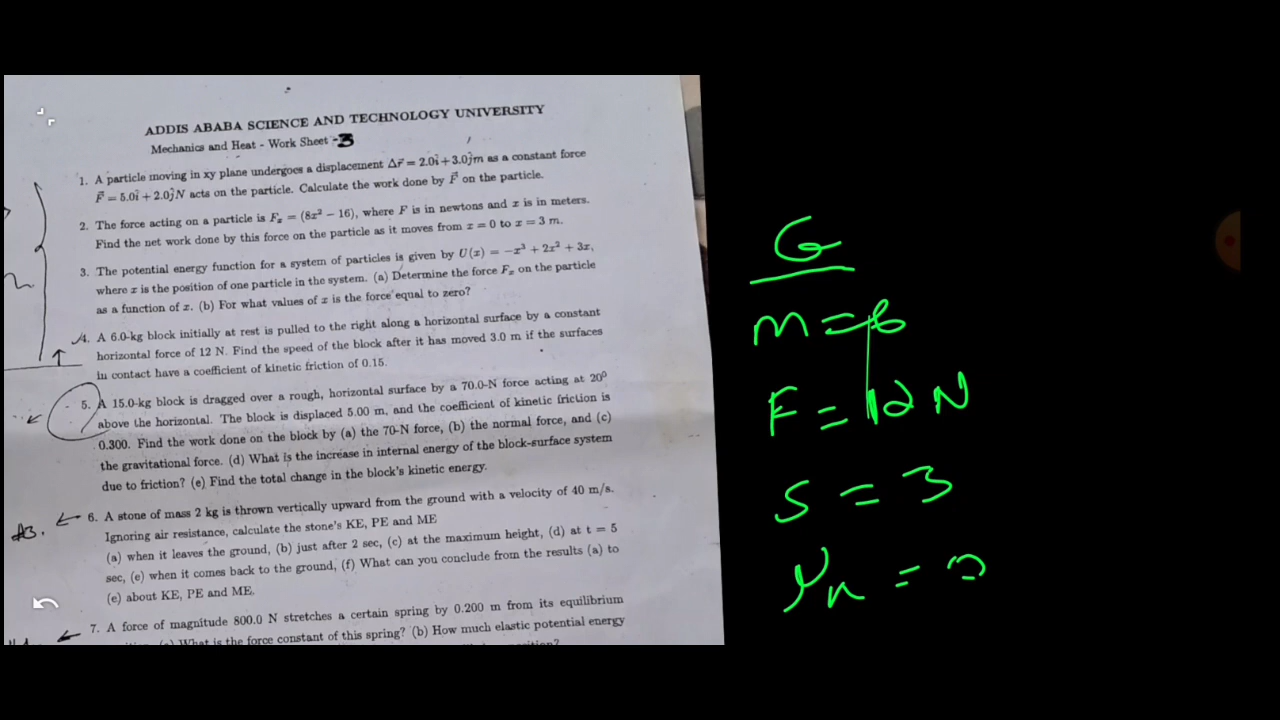 ADDIS ABABA SCIENCE AND TECHNOLOGY UNIVERSITY
Mechanics and Heat - Work Sheet -3
1. A particle moving in xy plane undergoes a displacement Δr⃗ = 2.0î + 3.0ĵm as a constant force
F⃗ = 5.0î + 2.0ĵN acts on the particle. Calculate the work done by F⃗ on the particle.
2. The force acting on a particle is Fₓ = (8x² − 16), where F is in newtons and x is in meters.
Find the net work done by this force on the particle as it moves from x = 0 to x = 3 m.
3. The potential energy function for a system of particles is given by U(x) = −x³ + 2x² + 3x,
where x is the position of one particle in the system. (a) Determine the force Fₓ on the particle
as a function of x. (b) For what values of x is the force equal to zero?
4. A 6.0-kg block initially at rest is pulled to the right along a horizontal surface by a constant
horizontal force of 12 N. Find the speed of the block after it has moved 3.0 m if the surfaces
in contact have a coefficient of kinetic friction of 0.15.
5. A 15.0-kg block is dragged over a rough, horizontal surface by a 70.0-N force acting at 20⁰
above the horizontal. The block is displaced 5.00 m, and the coefficient of kinetic friction is
0.300. Find the work done on the block by (a) the 70-N force, (b) the normal force, and (c)
the gravitational force. (d) What is the increase in internal energy of the block-surface system
due to friction? (e) Find the total change in the block's kinetic energy.
6. A stone of mass 2 kg is thrown vertically upward from the ground with a velocity of 40 m/s.
Ignoring air resistance, calculate the stone's KE, PE and ME
(a) when it leaves the ground, (b) just after 2 sec, (c) at the maximum height, (d) at t = 5
sec, (e) when it comes back to the ground, (f) What can you conclude from the results (a) to
(e) about KE, PE and ME.
7. A force of magnitude 800.0 N stretches a certain spring by 0.200 m from its equilibrium
(a) What is the force constant of this spring? (b) How much elastic potential energy
G
m = 6
F = 12 N
S = 3
μk =